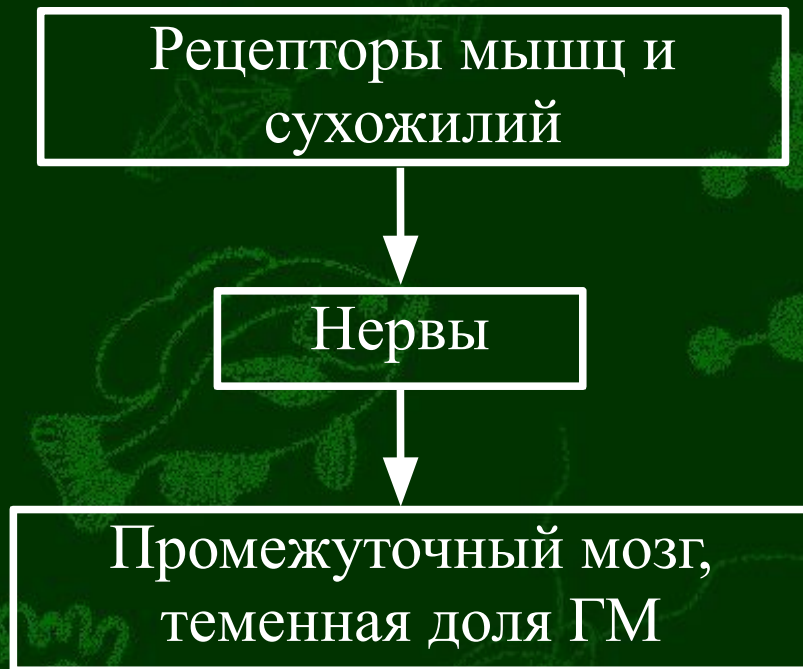 Рецепторы мышц и
сухожилий
Нервы
Промежуточный мозг,
теменная доля ГМ